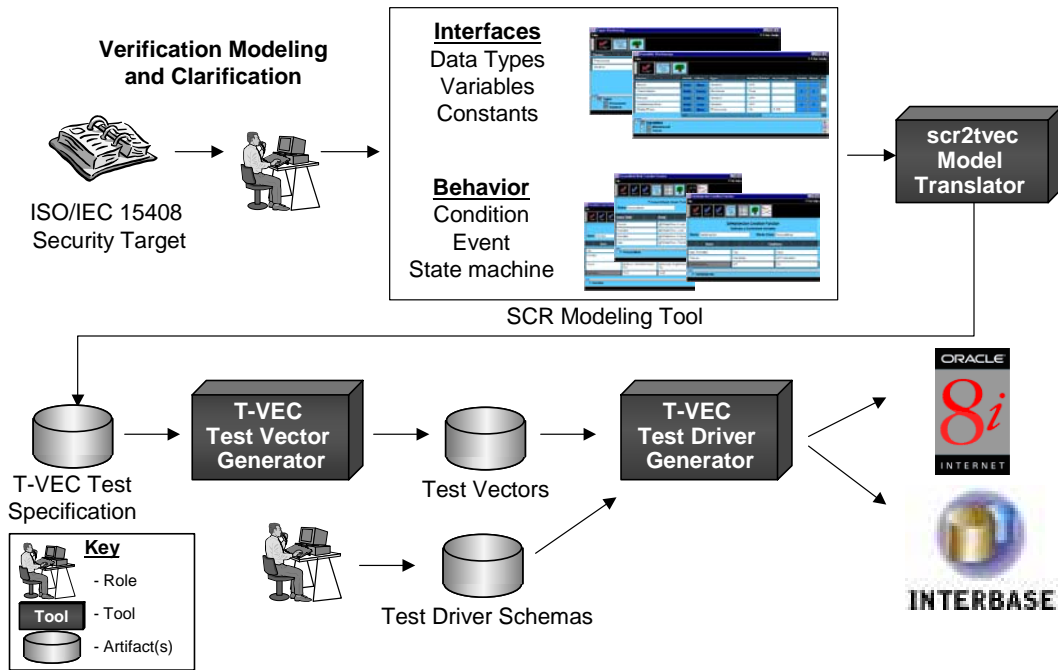 Verification Modeling
and Clarification
ISO/IEC 15408
Security Target
Interfaces
Data Types
Variables
Constants
Behavior
Condition
Event
State machine
SCR Modeling Tool
scr2tvec
Model
Translator
T-VEC Test
Specification
T-VEC
Test Vector
Generator
Test Vectors
T-VEC
Test Driver
Generator
Test Driver Schemas
ORACLE
8i
INTERNET
INTERBASE
Key
- Role
Tool
- Tool
- Artifact(s)